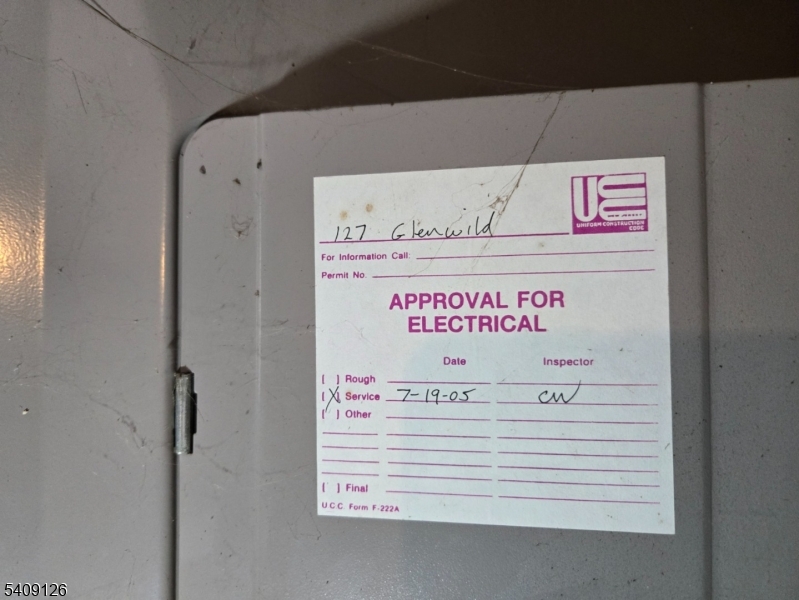 UC
NEW JERSEY
UNIFORM CONSTRUCTION
CODE
127 Glenwild
For Information Call:
Permit No.
APPROVAL FOR
ELECTRICAL
Date Inspector
[ ] Rough
[X] Service 7-19-05 CW
[ ] Other
[ ] Final
U.C.C. Form F-222A
5409126